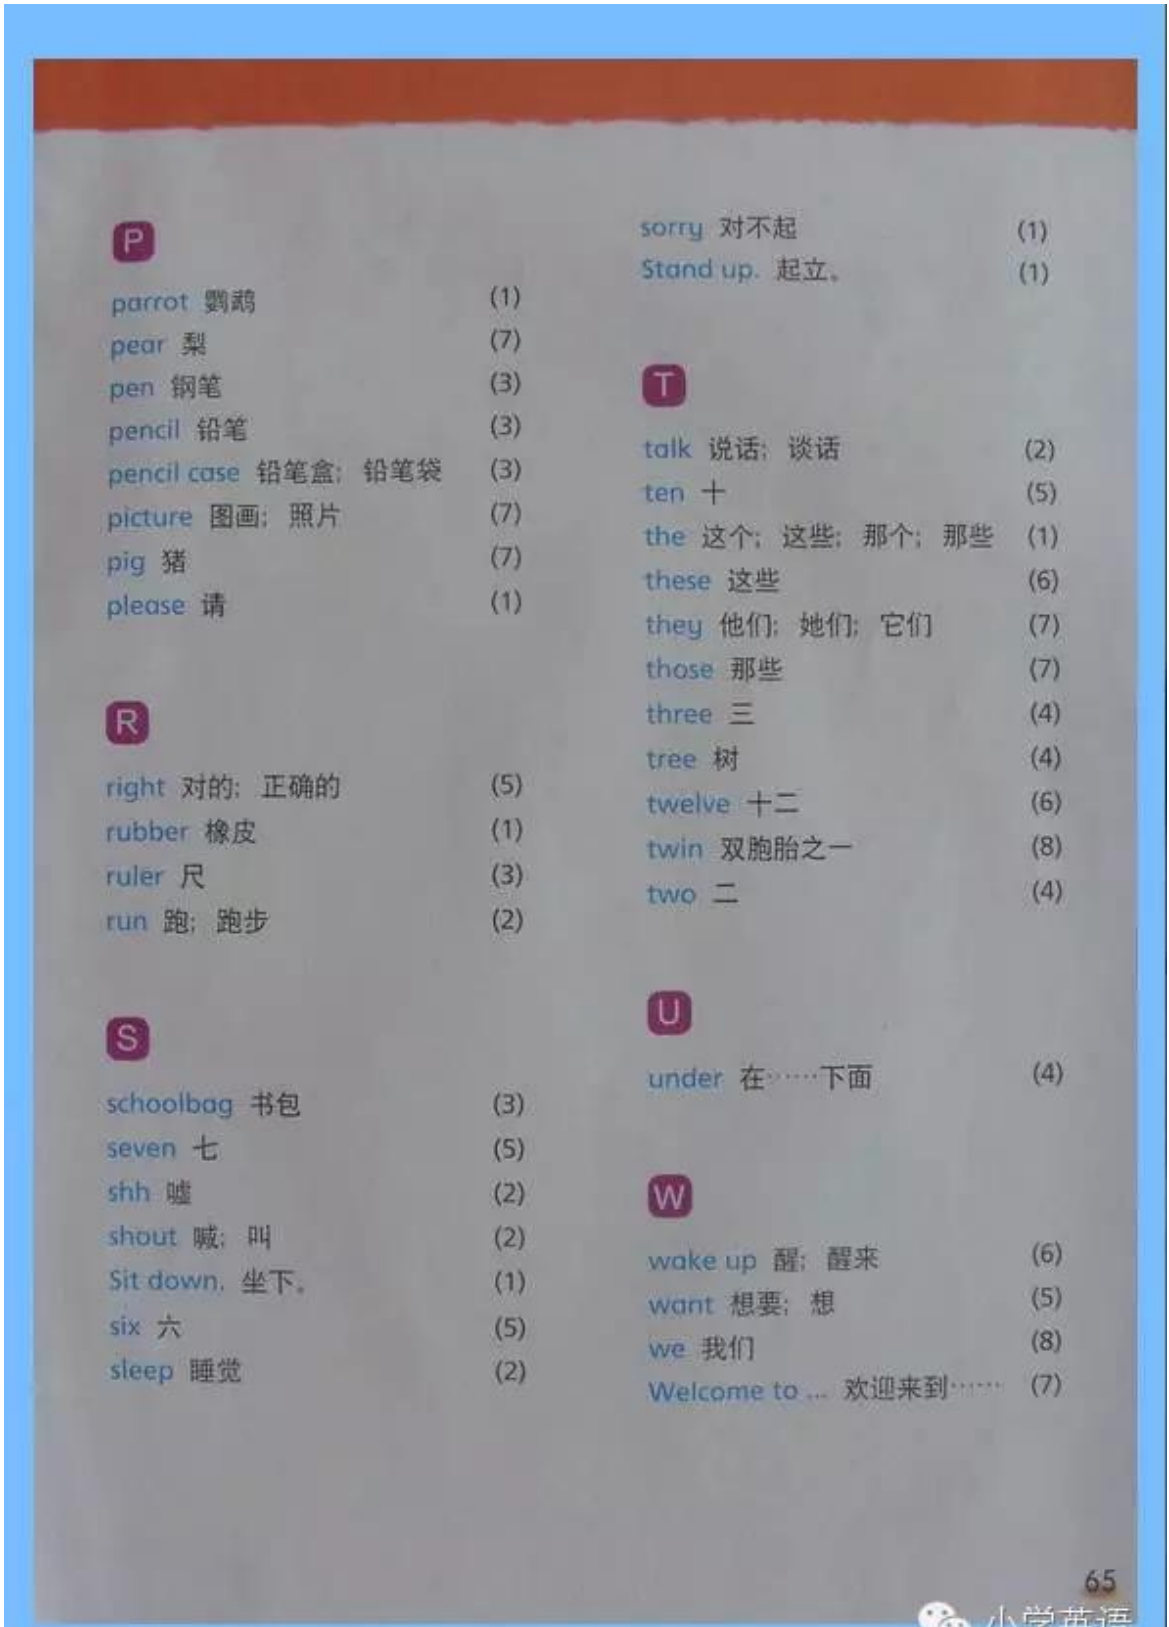 P
parrot 鹦鹉 (1)
pear 梨 (7)
pen 钢笔 (3)
pencil 铅笔 (3)
pencil case 铅笔盒；铅笔袋 (3)
picture 图画；照片 (7)
pig 猪 (7)
please 请 (1)
R
right 对的；正确的 (5)
rubber 橡皮 (1)
ruler 尺 (3)
run 跑；跑步 (2)
S
schoolbag 书包 (3)
seven 七 (5)
shh 嘘 (2)
shout 喊；叫 (2)
Sit down. 坐下。 (1)
six 六 (5)
sleep 睡觉 (2)
sorry 对不起 (1)
Stand up. 起立。 (1)
T
talk 说话；谈话 (2)
ten 十 (5)
the 这个；这些；那个；那些 (1)
these 这些 (6)
they 他们；她们；它们 (7)
those 那些 (7)
three 三 (4)
tree 树 (4)
twelve 十二 (6)
twin 双胞胎之一 (8)
two 二 (4)
U
under 在……下面 (4)
W
wake up 醒；醒来 (6)
want 想要；想 (5)
we 我们 (8)
Welcome to ... 欢迎来到…… (7)
65
小学英语